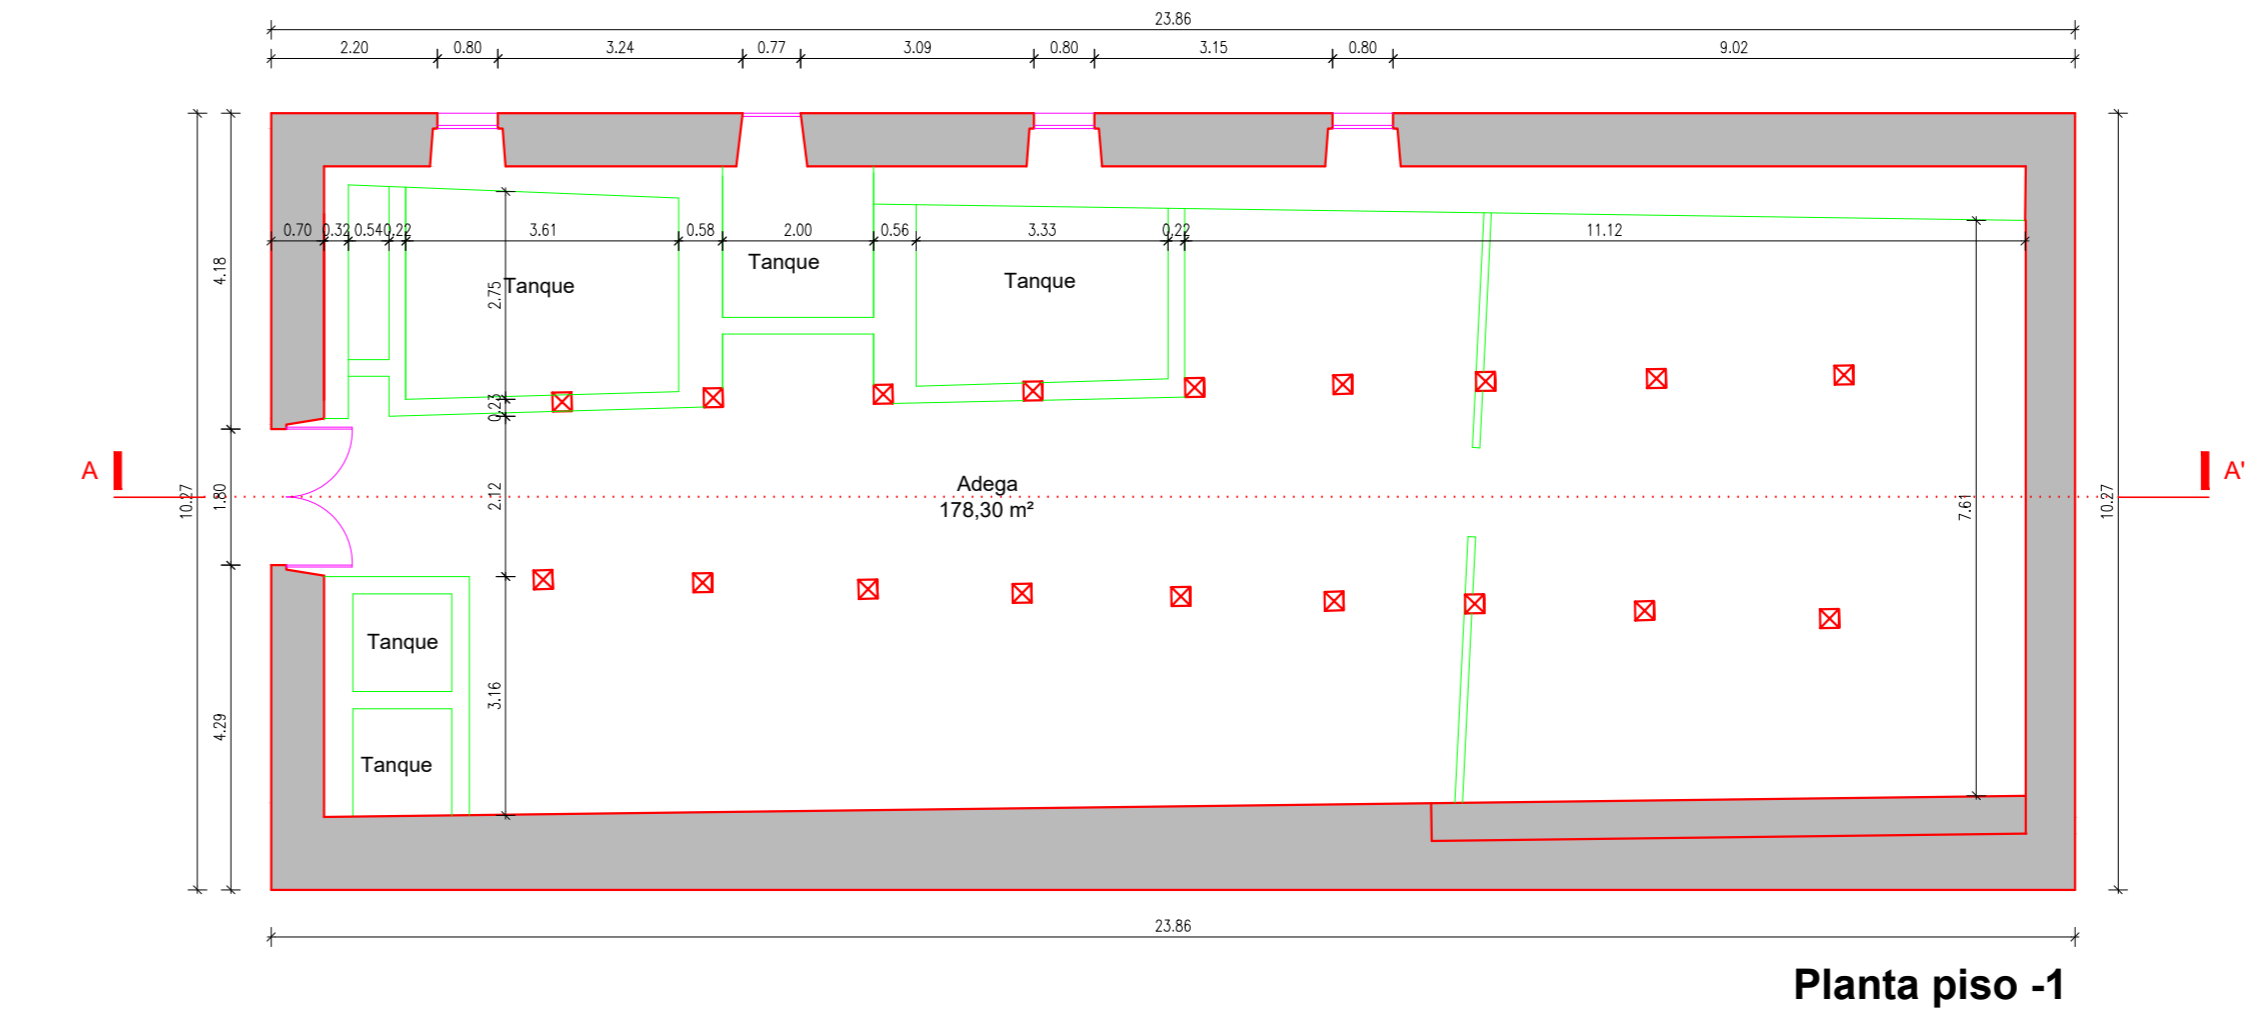 23.86
2.20 0.80 3.24 0.77 3.09 0.80 3.15 0.80 9.02
0.70 0.32 0.54 0.22 3.61 0.58 2.00 0.56 3.33 0.22 11.12
4.18
Tanque
Tanque
Tanque
2.75
0.23
A
A'
10.27
1.80
2.12
Adega
178,30 m²
7.61
10.27
Tanque
3.16
4.29
Tanque
23.86
Planta piso -1